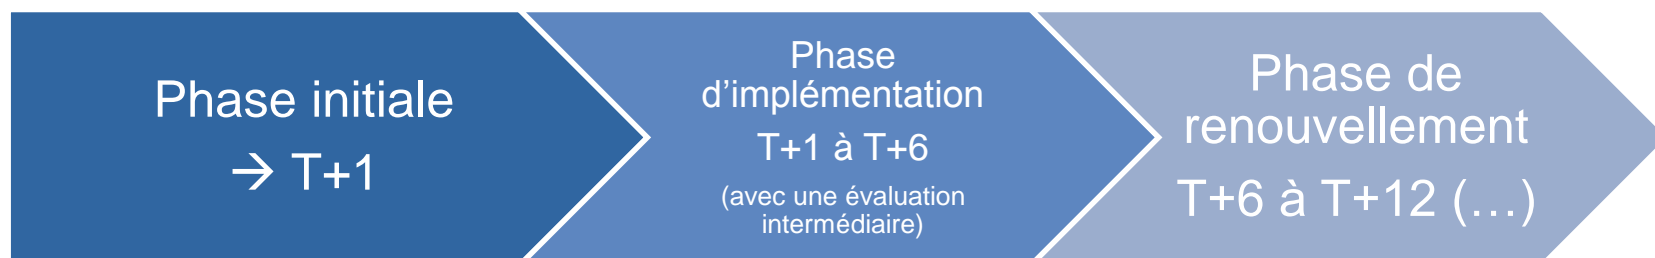 Phase initiale
→ T+1
Phase
d’implémentation
T+1 à T+6
(avec une évaluation
intermédiaire)
Phase de
renouvellement
T+6 à T+12 (…)